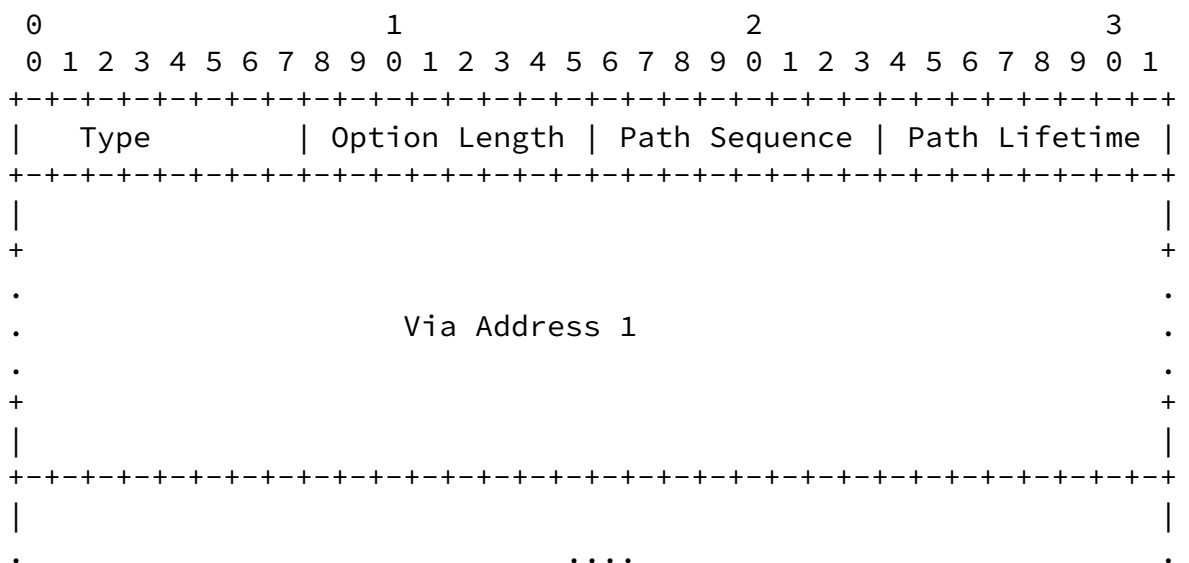 0                   1                   2                   3
 0 1 2 3 4 5 6 7 8 9 0 1 2 3 4 5 6 7 8 9 0 1 2 3 4 5 6 7 8 9 0 1
+-+-+-+-+-+-+-+-+-+-+-+-+-+-+-+-+-+-+-+-+-+-+-+-+-+-+-+-+-+-+-+-+
|   Type        | Option Length | Path Sequence | Path Lifetime |
+-+-+-+-+-+-+-+-+-+-+-+-+-+-+-+-+-+-+-+-+-+-+-+-+-+-+-+-+-+-+-+-+
|                                                               |
+                                                               +
.                                                               .
.                     Via Address 1                             .
.                                                               .
+                                                               +
|                                                               |
+-+-+-+-+-+-+-+-+-+-+-+-+-+-+-+-+-+-+-+-+-+-+-+-+-+-+-+-+-+-+-+-+
|                                                               |
.                              ....                             .